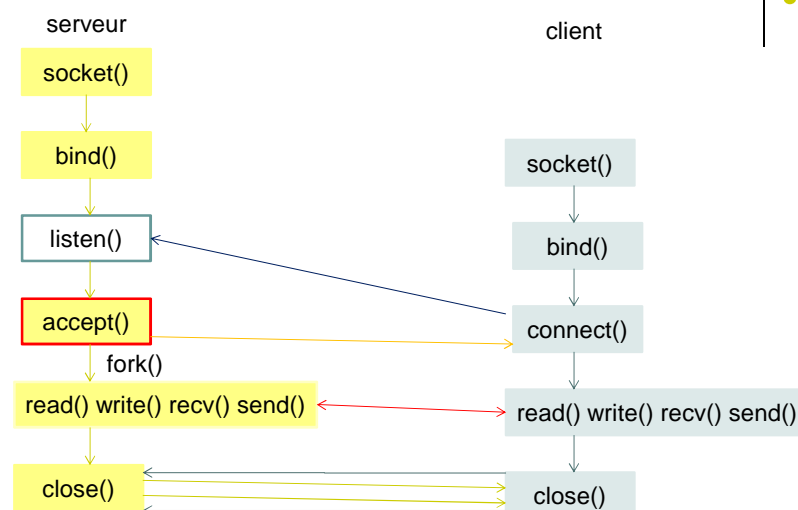 serveur
client
socket()
bind()
socket()
listen()
bind()
accept()
connect()
fork()
read() write() recv() send()
read() write() recv() send()
close()
close()